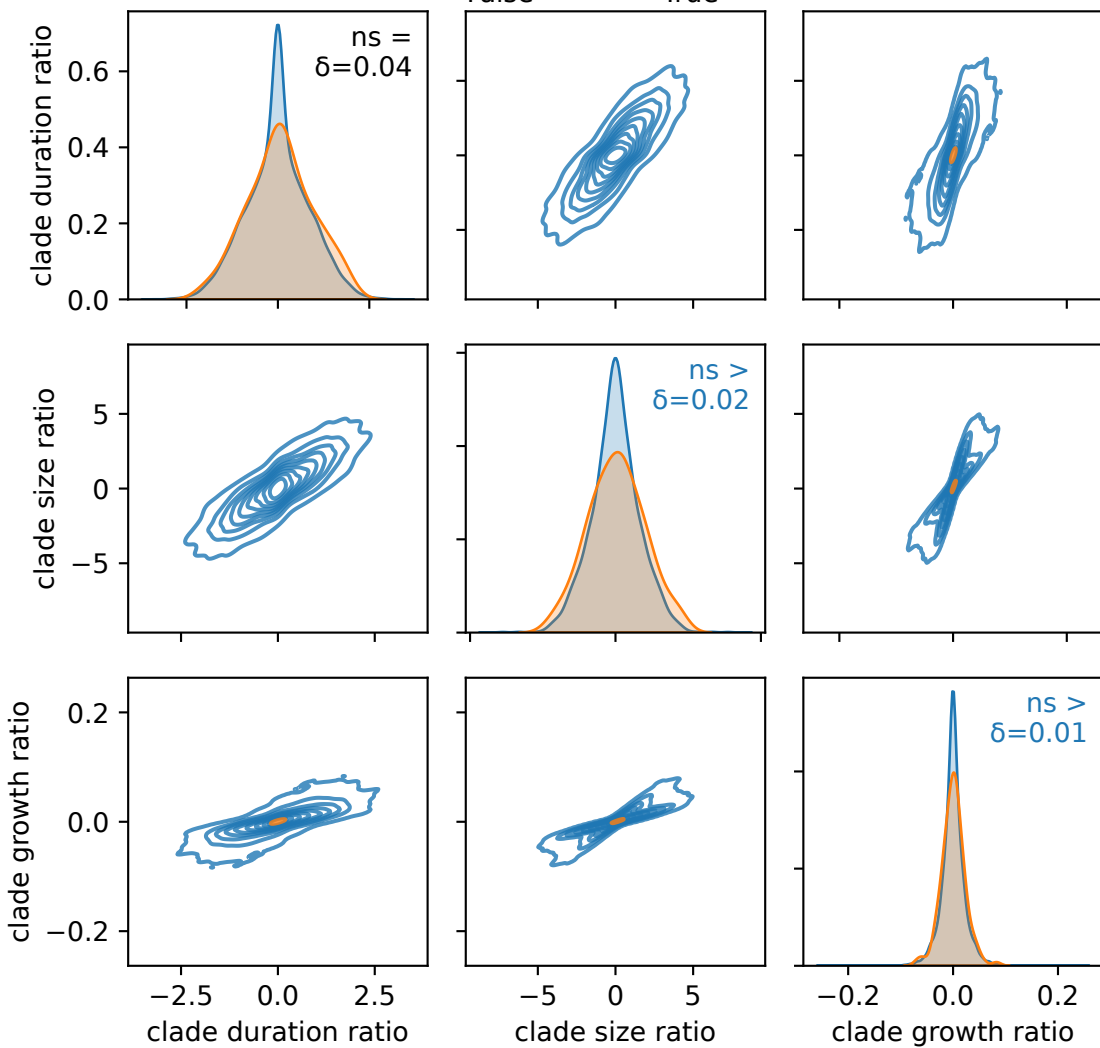 clade duration ratio
0.6
0.4
0.2
0.0
ns =
δ=0.04
clade size ratio
5
0
−5
ns >
δ=0.02
clade growth ratio
0.2
0.0
−0.2
ns >
δ=0.01
−2.5 0.0 2.5
−5 0 5
−0.2 0.0 0.2
clade duration ratio
clade size ratio
clade growth ratio